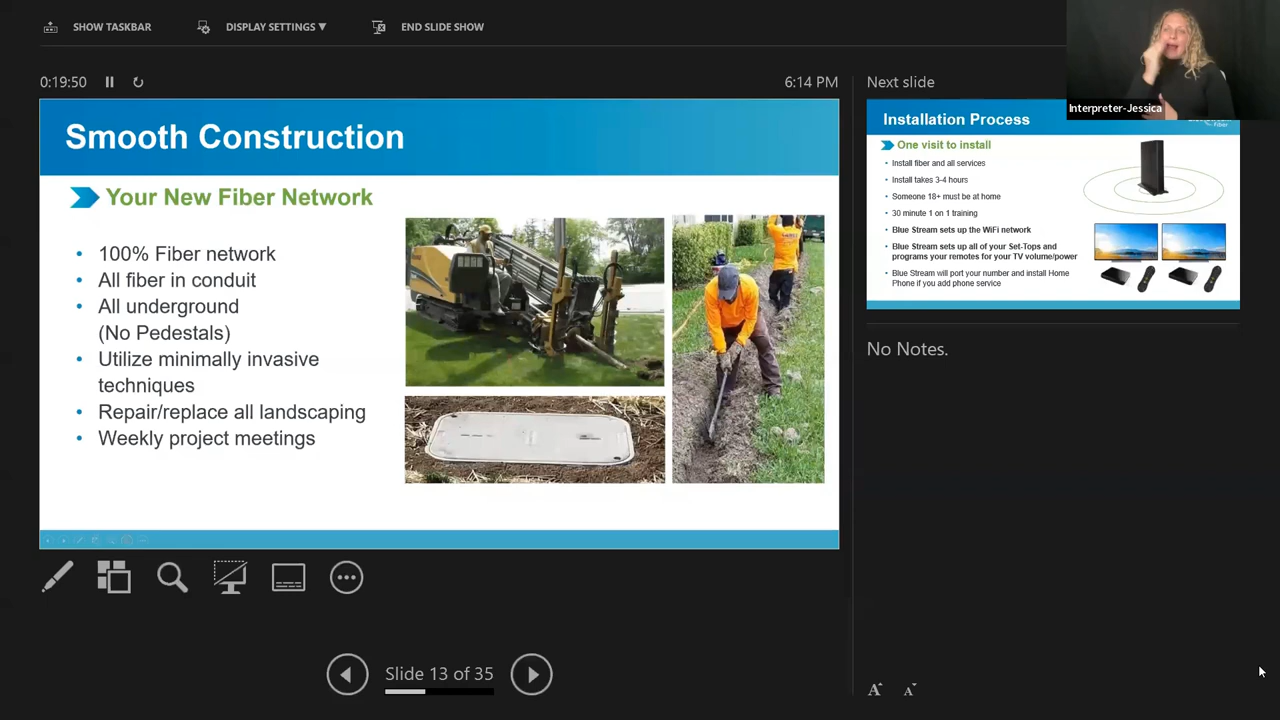 SHOW TASKBAR
DISPLAY SETTINGS ▼
END SLIDE SHOW
Interpreter-Jessica
0:19:50
6:14 PM
Next slide
Smooth Construction
Your New Fiber Network
• 100% Fiber network
• All fiber in conduit
• All underground
(No Pedestals)
• Utilize minimally invasive
techniques
• Repair/replace all landscaping
• Weekly project meetings
Installation Process
Fiber
One visit to install
• Install fiber and all services
• Install takes 3-4 hours
• Someone 18+ must be at home
• 30 minute 1 on 1 training
• Blue Stream sets up the WiFi network
• Blue Stream sets up all of your Set-Tops and
programs your remotes for your TV volume/power
• Blue Stream will port your number and install Home
Phone if you add phone service
No Notes.
Slide 13 of 35
A A